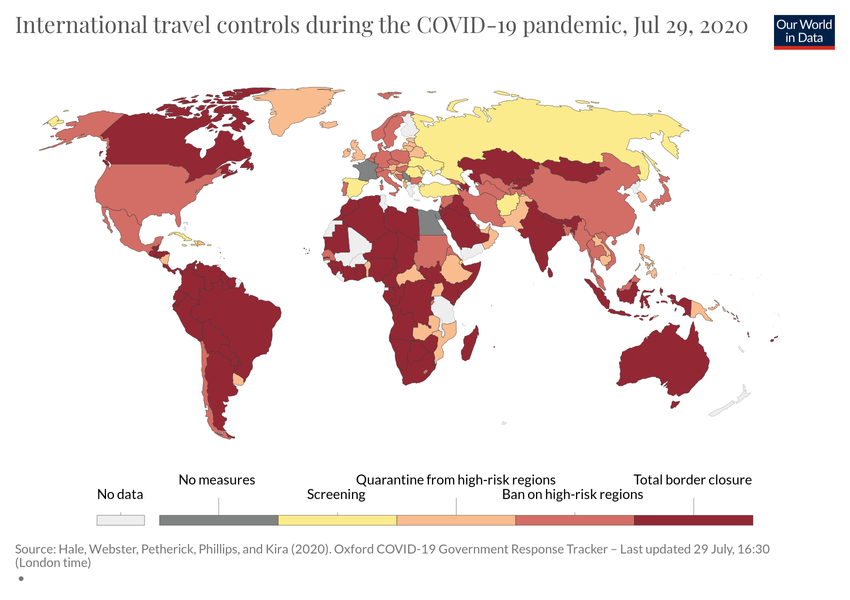 International travel controls during the COVID-19 pandemic, Jul 29, 2020
Our World
in Data
No measures
Quarantine from high-risk regions
Total border closure
No data
Screening
Ban on high-risk regions
Source: Hale, Webster, Petherick, Phillips, and Kira (2020). Oxford COVID-19 Government Response Tracker – Last updated 29 July, 16:30
(London time)